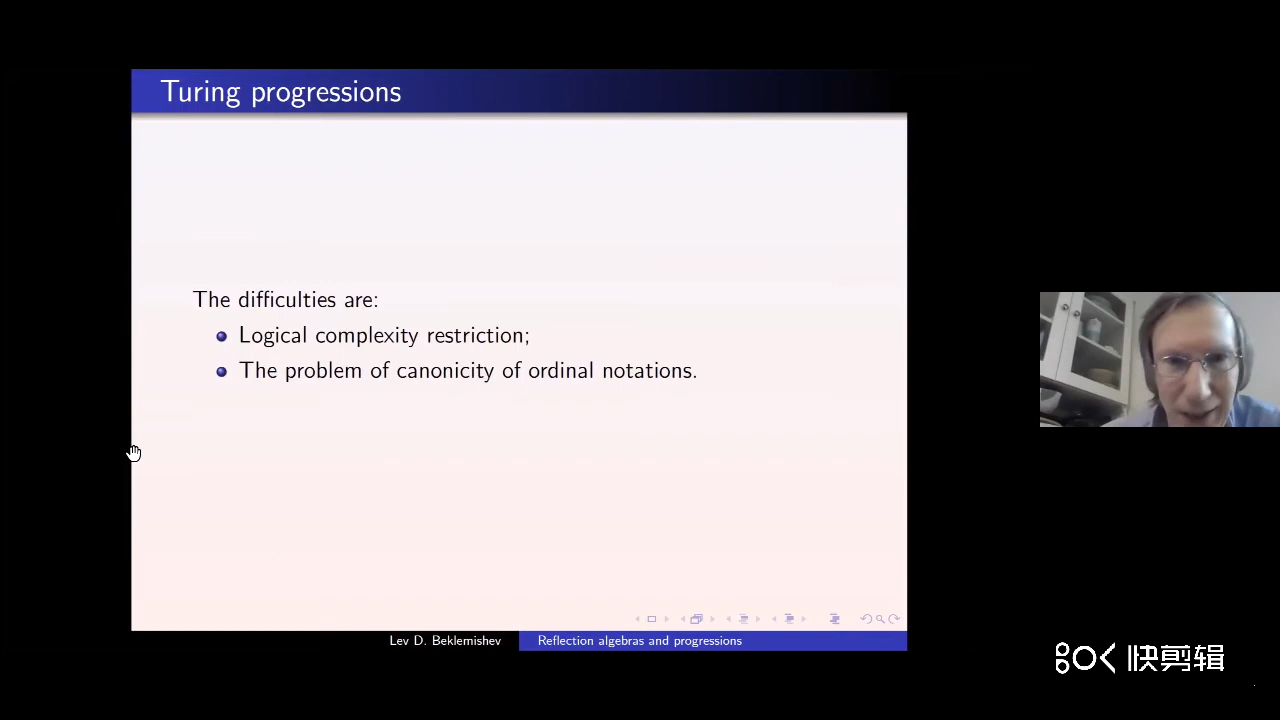 Turing progressions
The difficulties are:
Logical complexity restriction;
The problem of canonicity of ordinal notations.
Lev D. Beklemishev
Reflection algebras and progressions
快剪辑